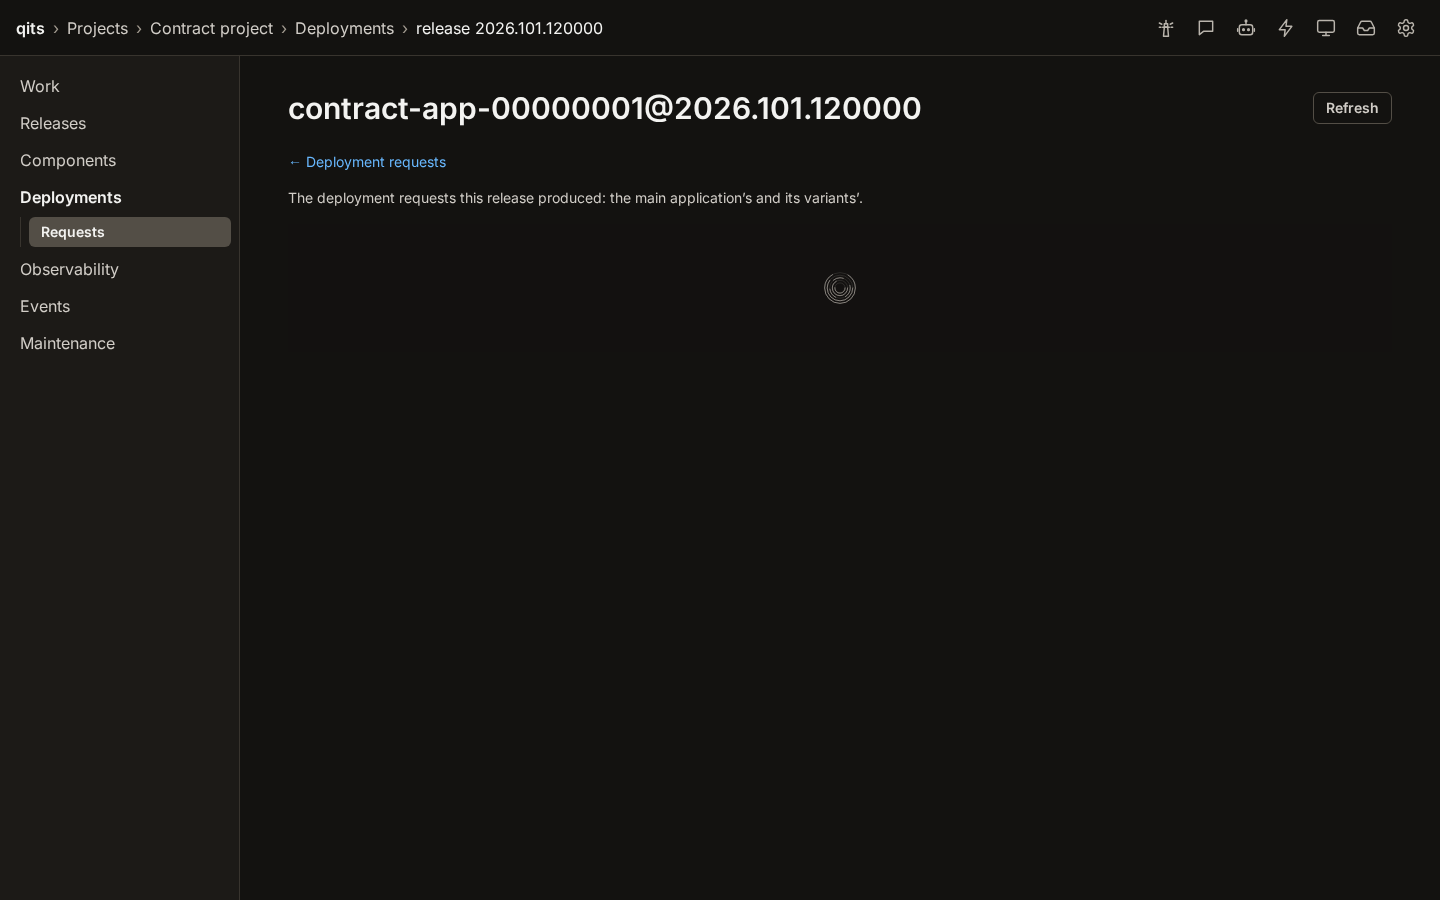 qits › Projects › Contract project › Deployments › release 2026.101.120000
Work
Releases
Components
Deployments
Requests
Observability
Events
Maintenance
contract-app-00000001@2026.101.120000
Refresh
← Deployment requests
The deployment requests this release produced: the main application’s and its variants’.